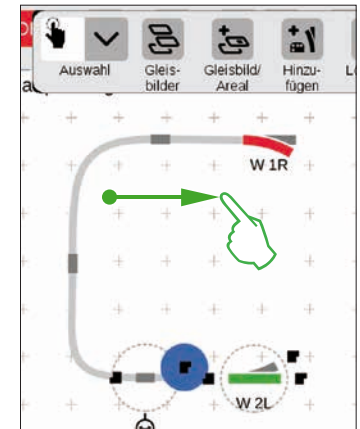 Auswahl
Gleis-
bilder
Gleisbild/
Areal
Hinzu-
fügen
W 1R
W 2L